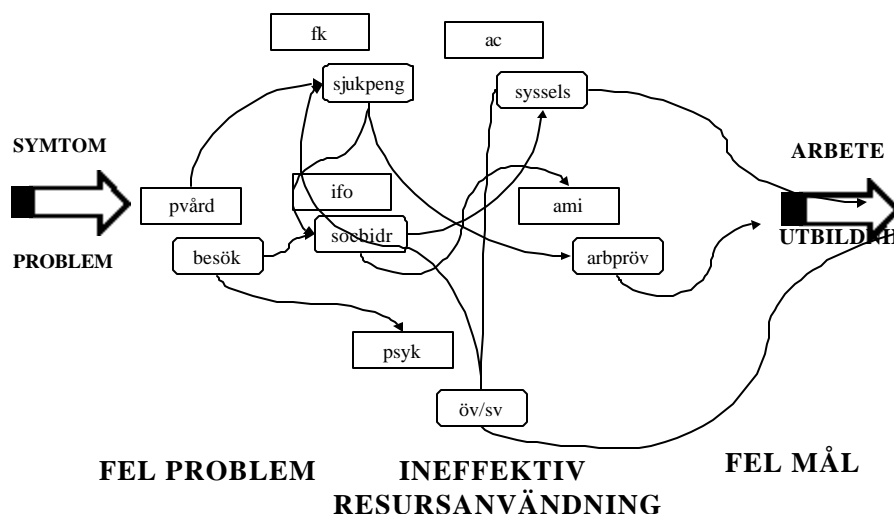 fk
ac
sjukpeng
syssels
SYMTOM
ARBETE
pvård
ifo
ami
socbidr
UTBILDNI
PROBLEM
besök
arbpröv
psyk
öv/sv
FEL PROBLEM
INEFFEKTIV
RESURSANVÄNDNING
FEL MÅL